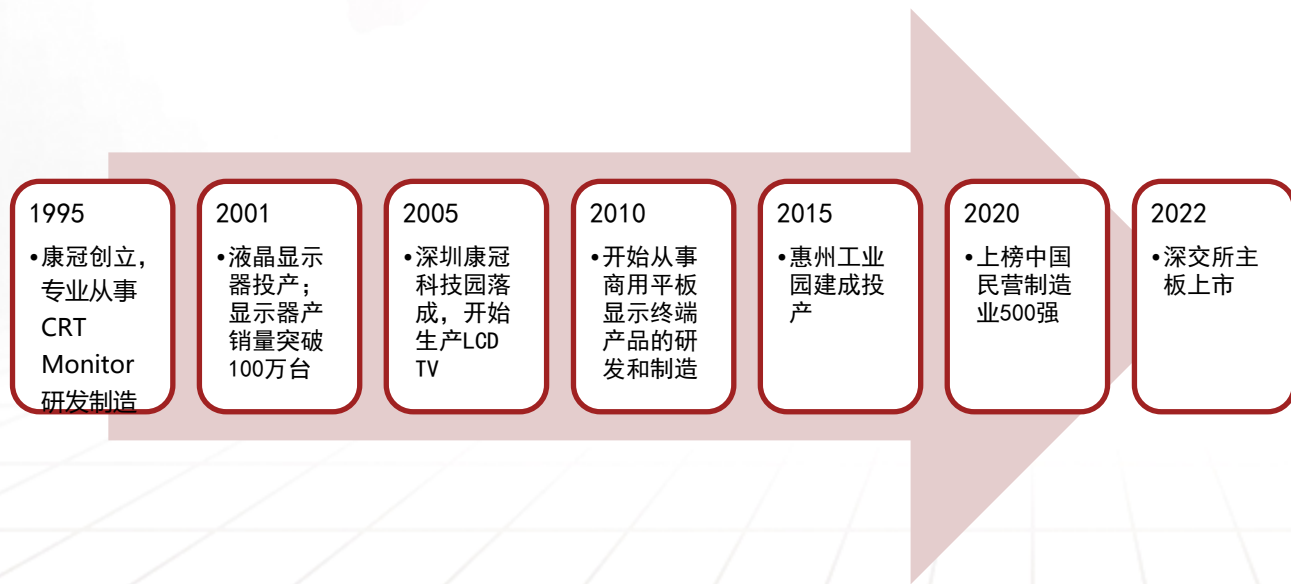 1995
•康冠创立，
专业从事
CRT
Monitor
研发制造
2001
•液晶显示
器投产；
显示器产
销量突破
100万台
2005
•深圳康冠
科技园落
成，开始
生产LCD
TV
2010
•开始从事
商用平板
显示终端
产品的研
发和制造
2015
•惠州工业
园建成投
产
2020
•上榜中国
民营制造
业500强
2022
•深交所主
板上市